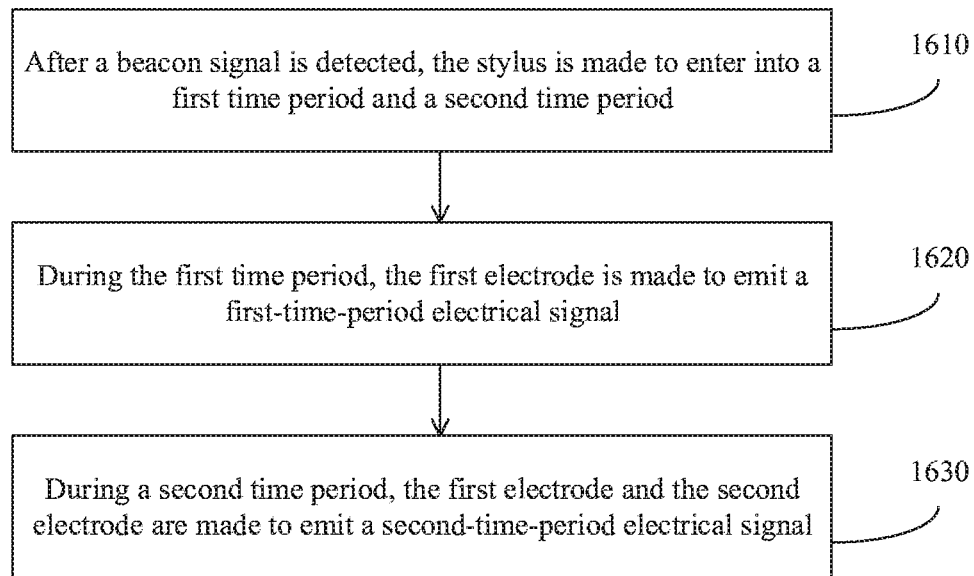 After a beacon signal is detected, the stylus is made to enter into a
first time period and a second time period
1610
During the first time period, the first electrode is made to emit a
first-time-period electrical signal
1620
During a second time period, the first electrode and the second
electrode are made to emit a second-time-period electrical signal
1630